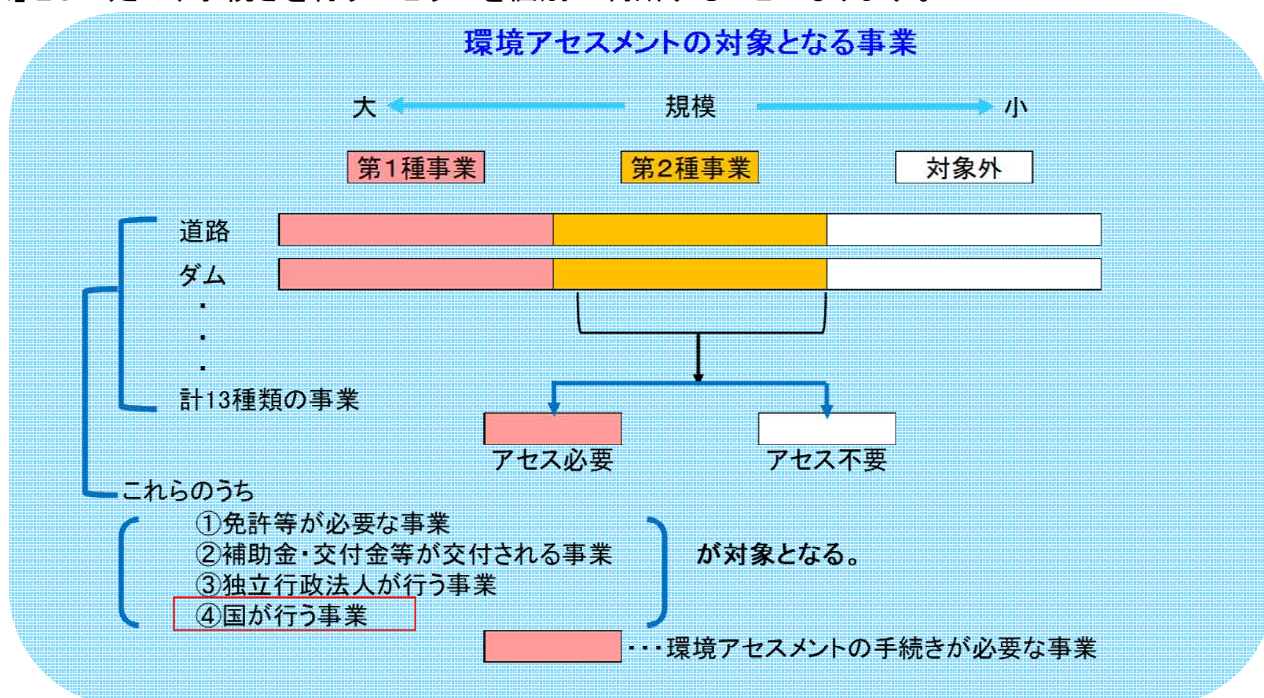 環境アセスメントの対象となる事業
大 規模 小
第1種事業 第2種事業 対象外
道路
ダム
・
・
・
計13種類の事業
アセス必要 アセス不要
これらのうち
①免許等が必要な事業
②補助金・交付金等が交付される事業
③独立行政法人が行う事業
④国が行う事業
が対象となる。
・・・環境アセスメントの手続きが必要な事業